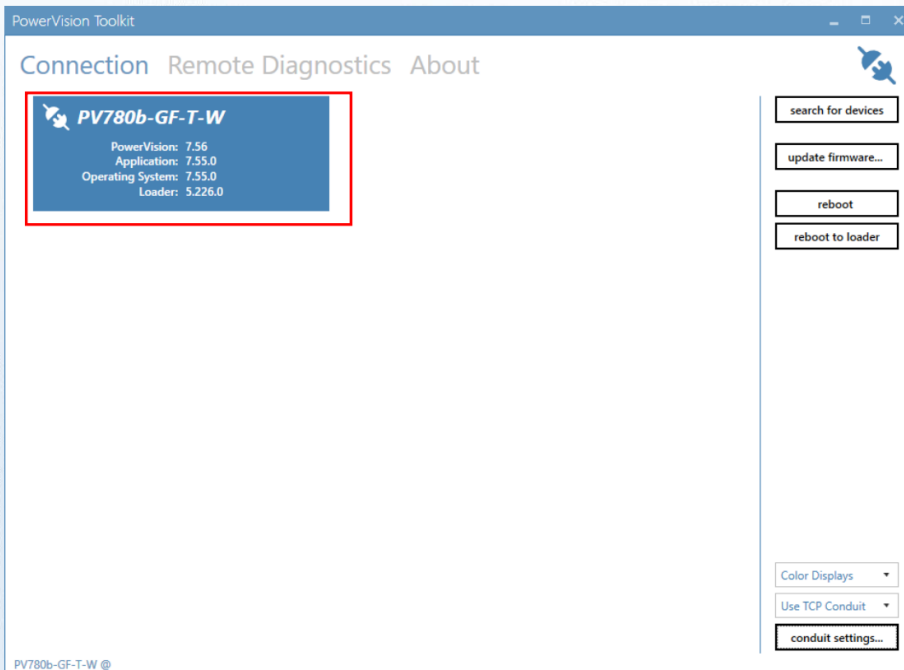 PowerVision Toolkit
Connection Remote Diagnostics About
PV780b-GF-T-W
PowerVision: 7.56
Application: 7.55.0
Operating System: 7.55.0
Loader: 5.226.0
search for devices
update firmware...
reboot
reboot to loader
Color Displays
Use TCP Conduit
conduit settings...
PV780b-GF-T-W @